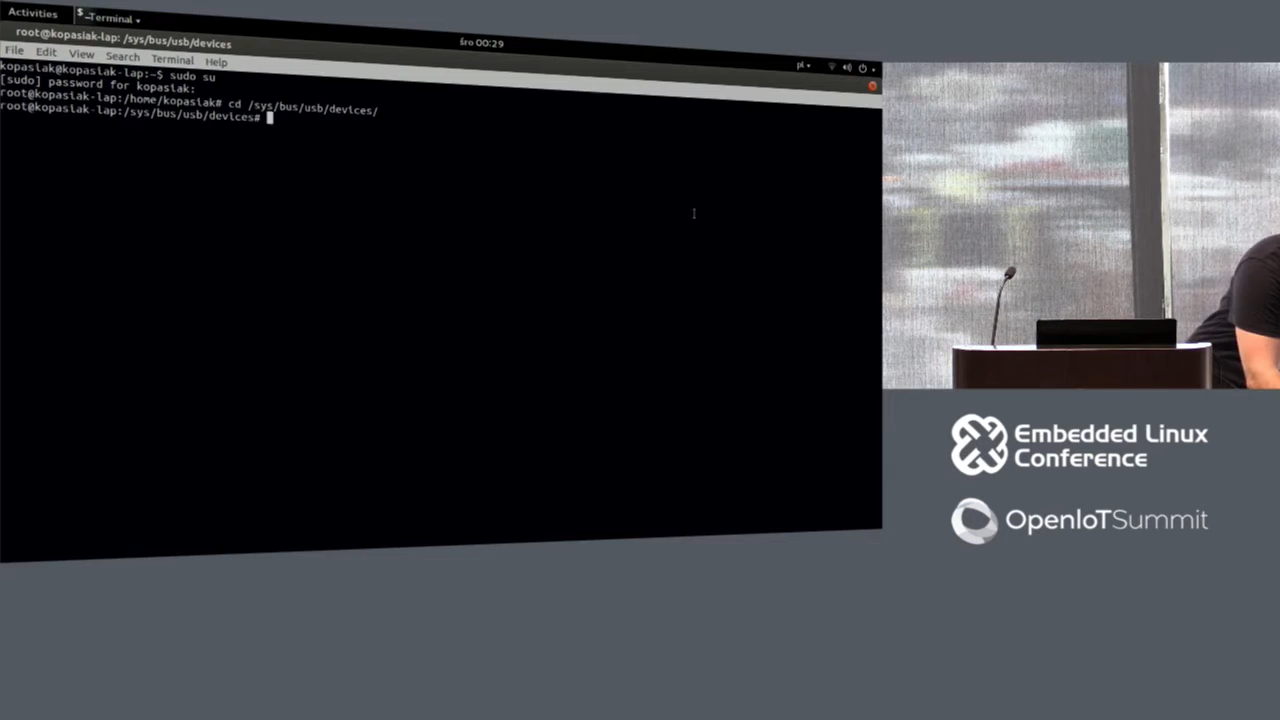 Activities
$_Terminal
śro 00:29
pl
root@kopasiak-lap: /sys/bus/usb/devices
File Edit View Search Terminal Help
kopasiak@kopasiak-lap:~$ sudo su
[sudo] password for kopasiak:
root@kopasiak-lap:/home/kopasiak# cd /sys/bus/usb/devices/
root@kopasiak-lap:/sys/bus/usb/devices#
Embedded Linux
Conference
OpenIoTSummit